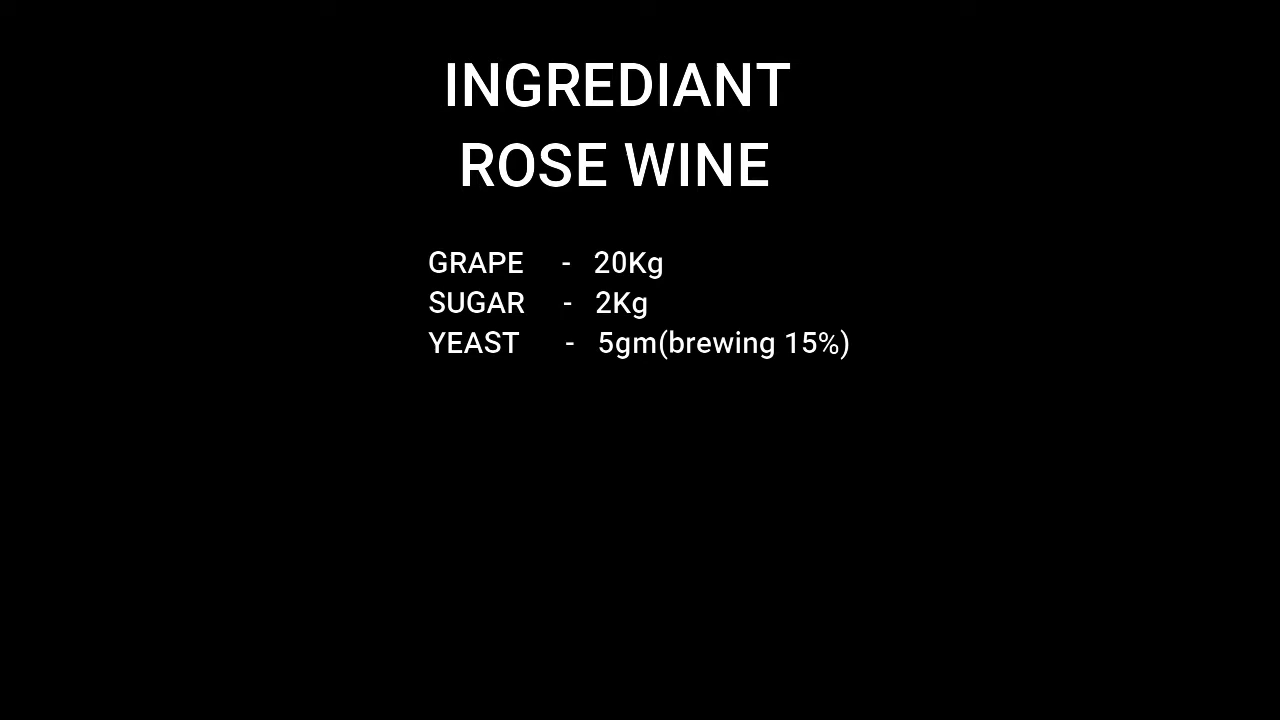 INGREDIANT
ROSE WINE
GRAPE - 20Kg
SUGAR - 2Kg
YEAST - 5gm(brewing 15%)